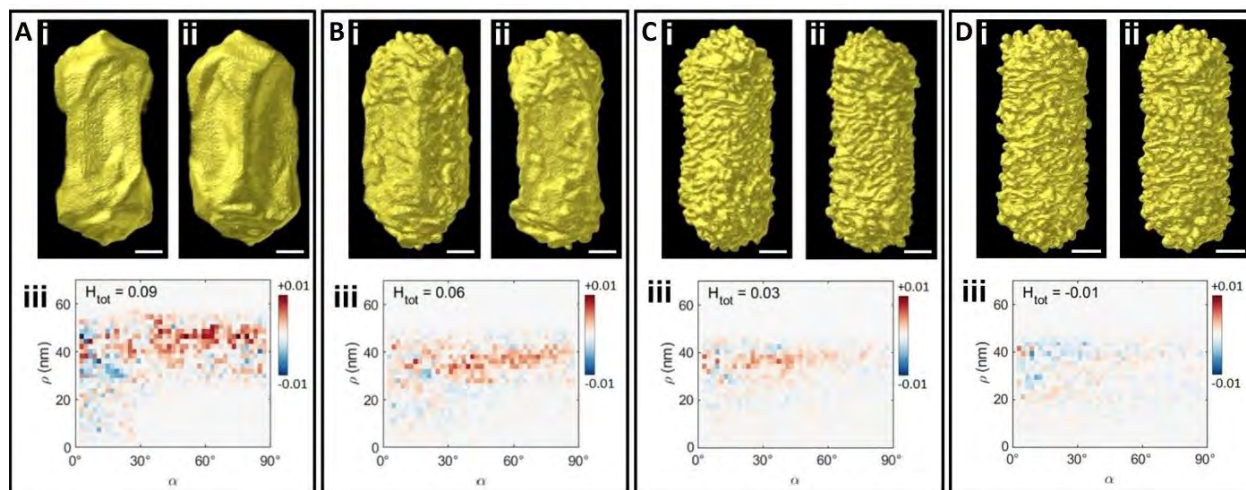 A i ii
iii H_tot = 0.09
+0.01
-0.01
ρ (nm)
60
40
20
0
0° 30° 60° 90°
α
B i ii
iii H_tot = 0.06
+0.01
-0.01
ρ (nm)
60
40
20
0
0° 30° 60° 90°
α
C i ii
iii H_tot = 0.03
+0.01
-0.01
ρ (nm)
60
40
20
0
0° 30° 60° 90°
α
D i ii
iii H_tot = -0.01
+0.01
-0.01
ρ (nm)
60
40
20
0
0° 30° 60° 90°
α